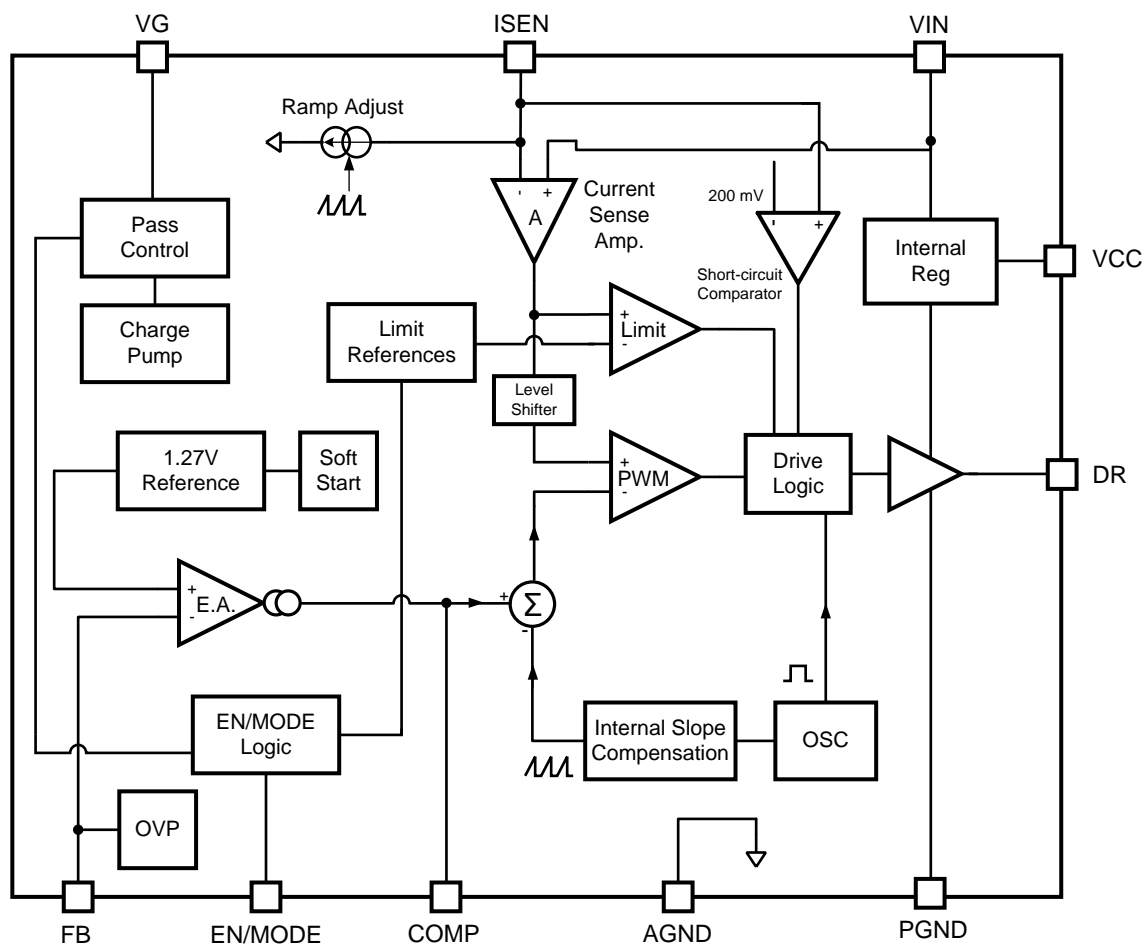 VG
ISEN
VIN
Ramp Adjust
Current
Sense
Amp.
- +
A
200 mV
- +
Pass
Control
Internal
Reg
VCC
Short-circuit
Comparator
Charge
Pump
Limit
References
+
Limit
-
Level
Shifter
1.27V
Reference
Soft
Start
+
PWM
-
Drive
Logic
DR
+
E.A.
-
+
Σ
-
EN/MODE
Logic
Internal Slope
Compensation
OSC
OVP
FB
EN/MODE
COMP
AGND
PGND